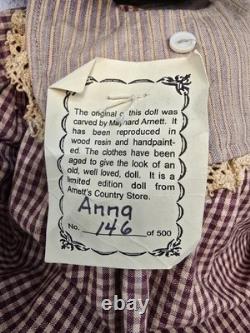 The original of this doll was
carved by Maynard Arnett. It
has been reproduced in
wood resin and handpaint-
ed. The clothes have been
aged to give the look of an
old, well loved, doll. It is a
limited edition doll from
Arnett's Country Store.
Anna
No. 146 of 500
watermarks.com